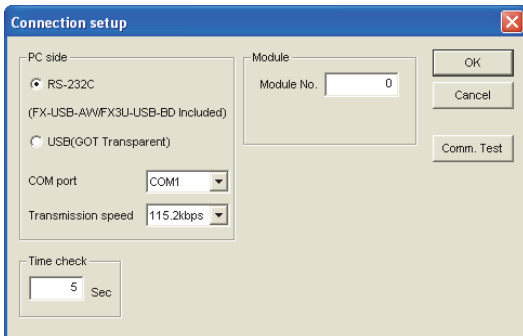 Connection setup
PC side
RS-232C
(FX-USB-AW/FX3U-USB-BD Included)
USB(GOT Transparent)
COM port COM1
Transmission speed 115.2kbps
Time check
5 Sec
Module
Module No. 0
OK
Cancel
Comm. Test